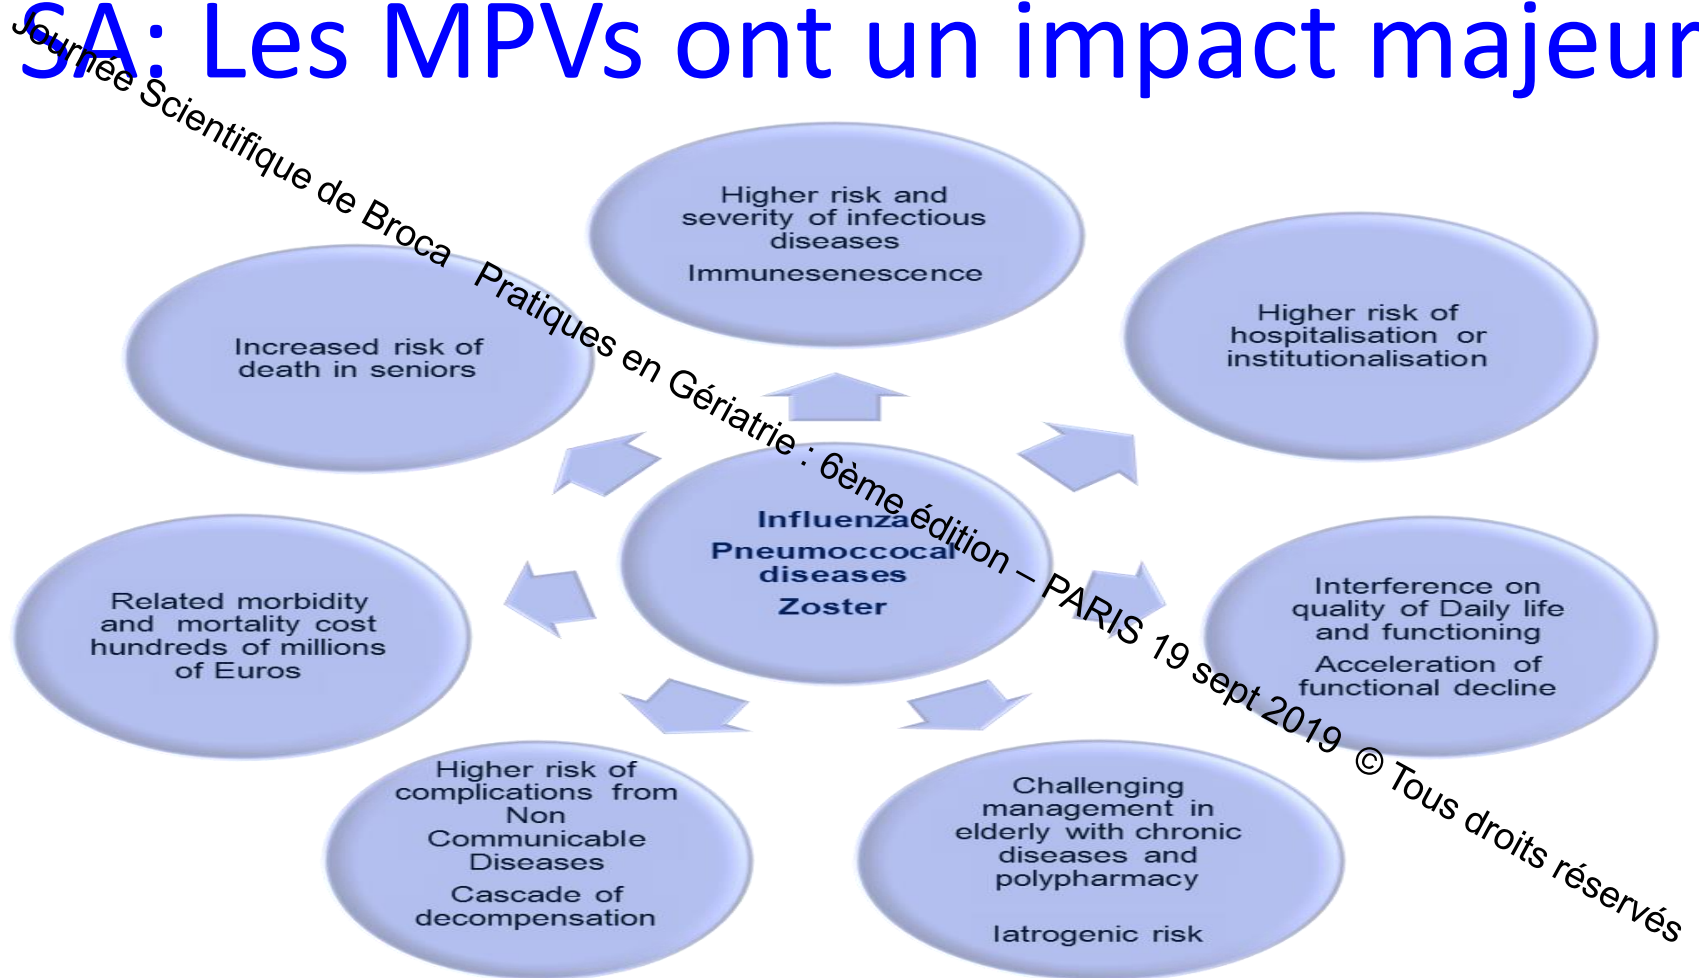 SA: Les MPVs ont un impact majeur
Journée Scientifique de Broca Pratiques en Gériatrie : 6ème édition – PARIS 19 sept 2019 © Tous droits réservés
Higher risk and
severity of infectious
diseases
Immunesenescence
Higher risk of
hospitalisation or
institutionalisation
Increased risk of
death in seniors
Influenza
Pneumoccocal
diseases
Zoster
Interference on
quality of Daily life
and functioning
Acceleration of
functional decline
Related morbidity
and mortality cost
hundreds of millions
of Euros
Higher risk of
complications from
Non
Communicable
Diseases
Cascade of
decompensation
Challenging
management in
elderly with chronic
diseases and
polypharmacy
Iatrogenic risk